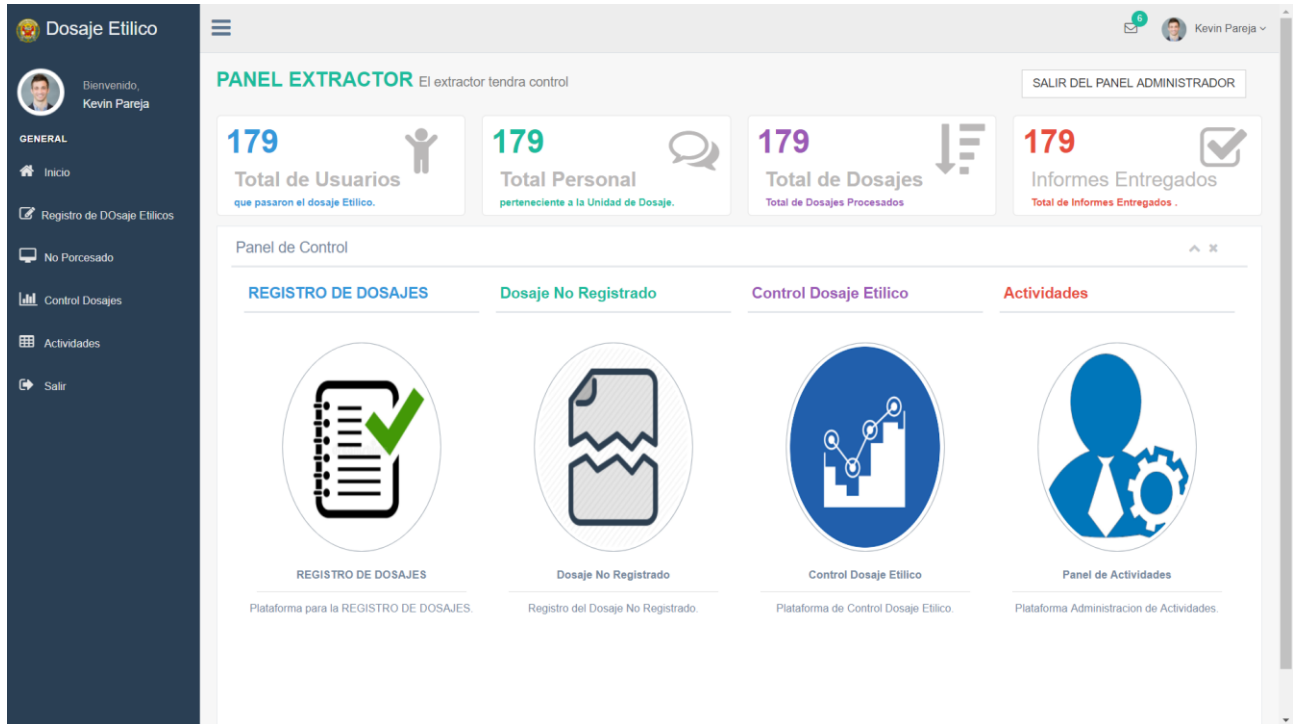 Dosaje Etilico
6
Kevin Pareja
Bienvenido,
Kevin Pareja
GENERAL
Inicio
Registro de DOsaje Etilicos
No Porcesado
Control Dosajes
Actividades
Salir
PANEL EXTRACTOR El extractor tendra control
SALIR DEL PANEL ADMINISTRADOR
179
Total de Usuarios
que pasaron el dosaje Etilico.
179
Total Personal
perteneciente a la Unidad de Dosaje.
179
Total de Dosajes
Total de Dosajes Procesados
179
Informes Entregados
Total de Informes Entregados .
Panel de Control
REGISTRO DE DOSAJES
Dosaje No Registrado
Control Dosaje Etilico
Actividades
REGISTRO DE DOSAJES
Plataforma para la REGISTRO DE DOSAJES.
Dosaje No Registrado
Registro del Dosaje No Registrado.
Control Dosaje Etilico
Plataforma de Control Dosaje Etilico.
Panel de Actividades
Plataforma Administracion de Actividades.